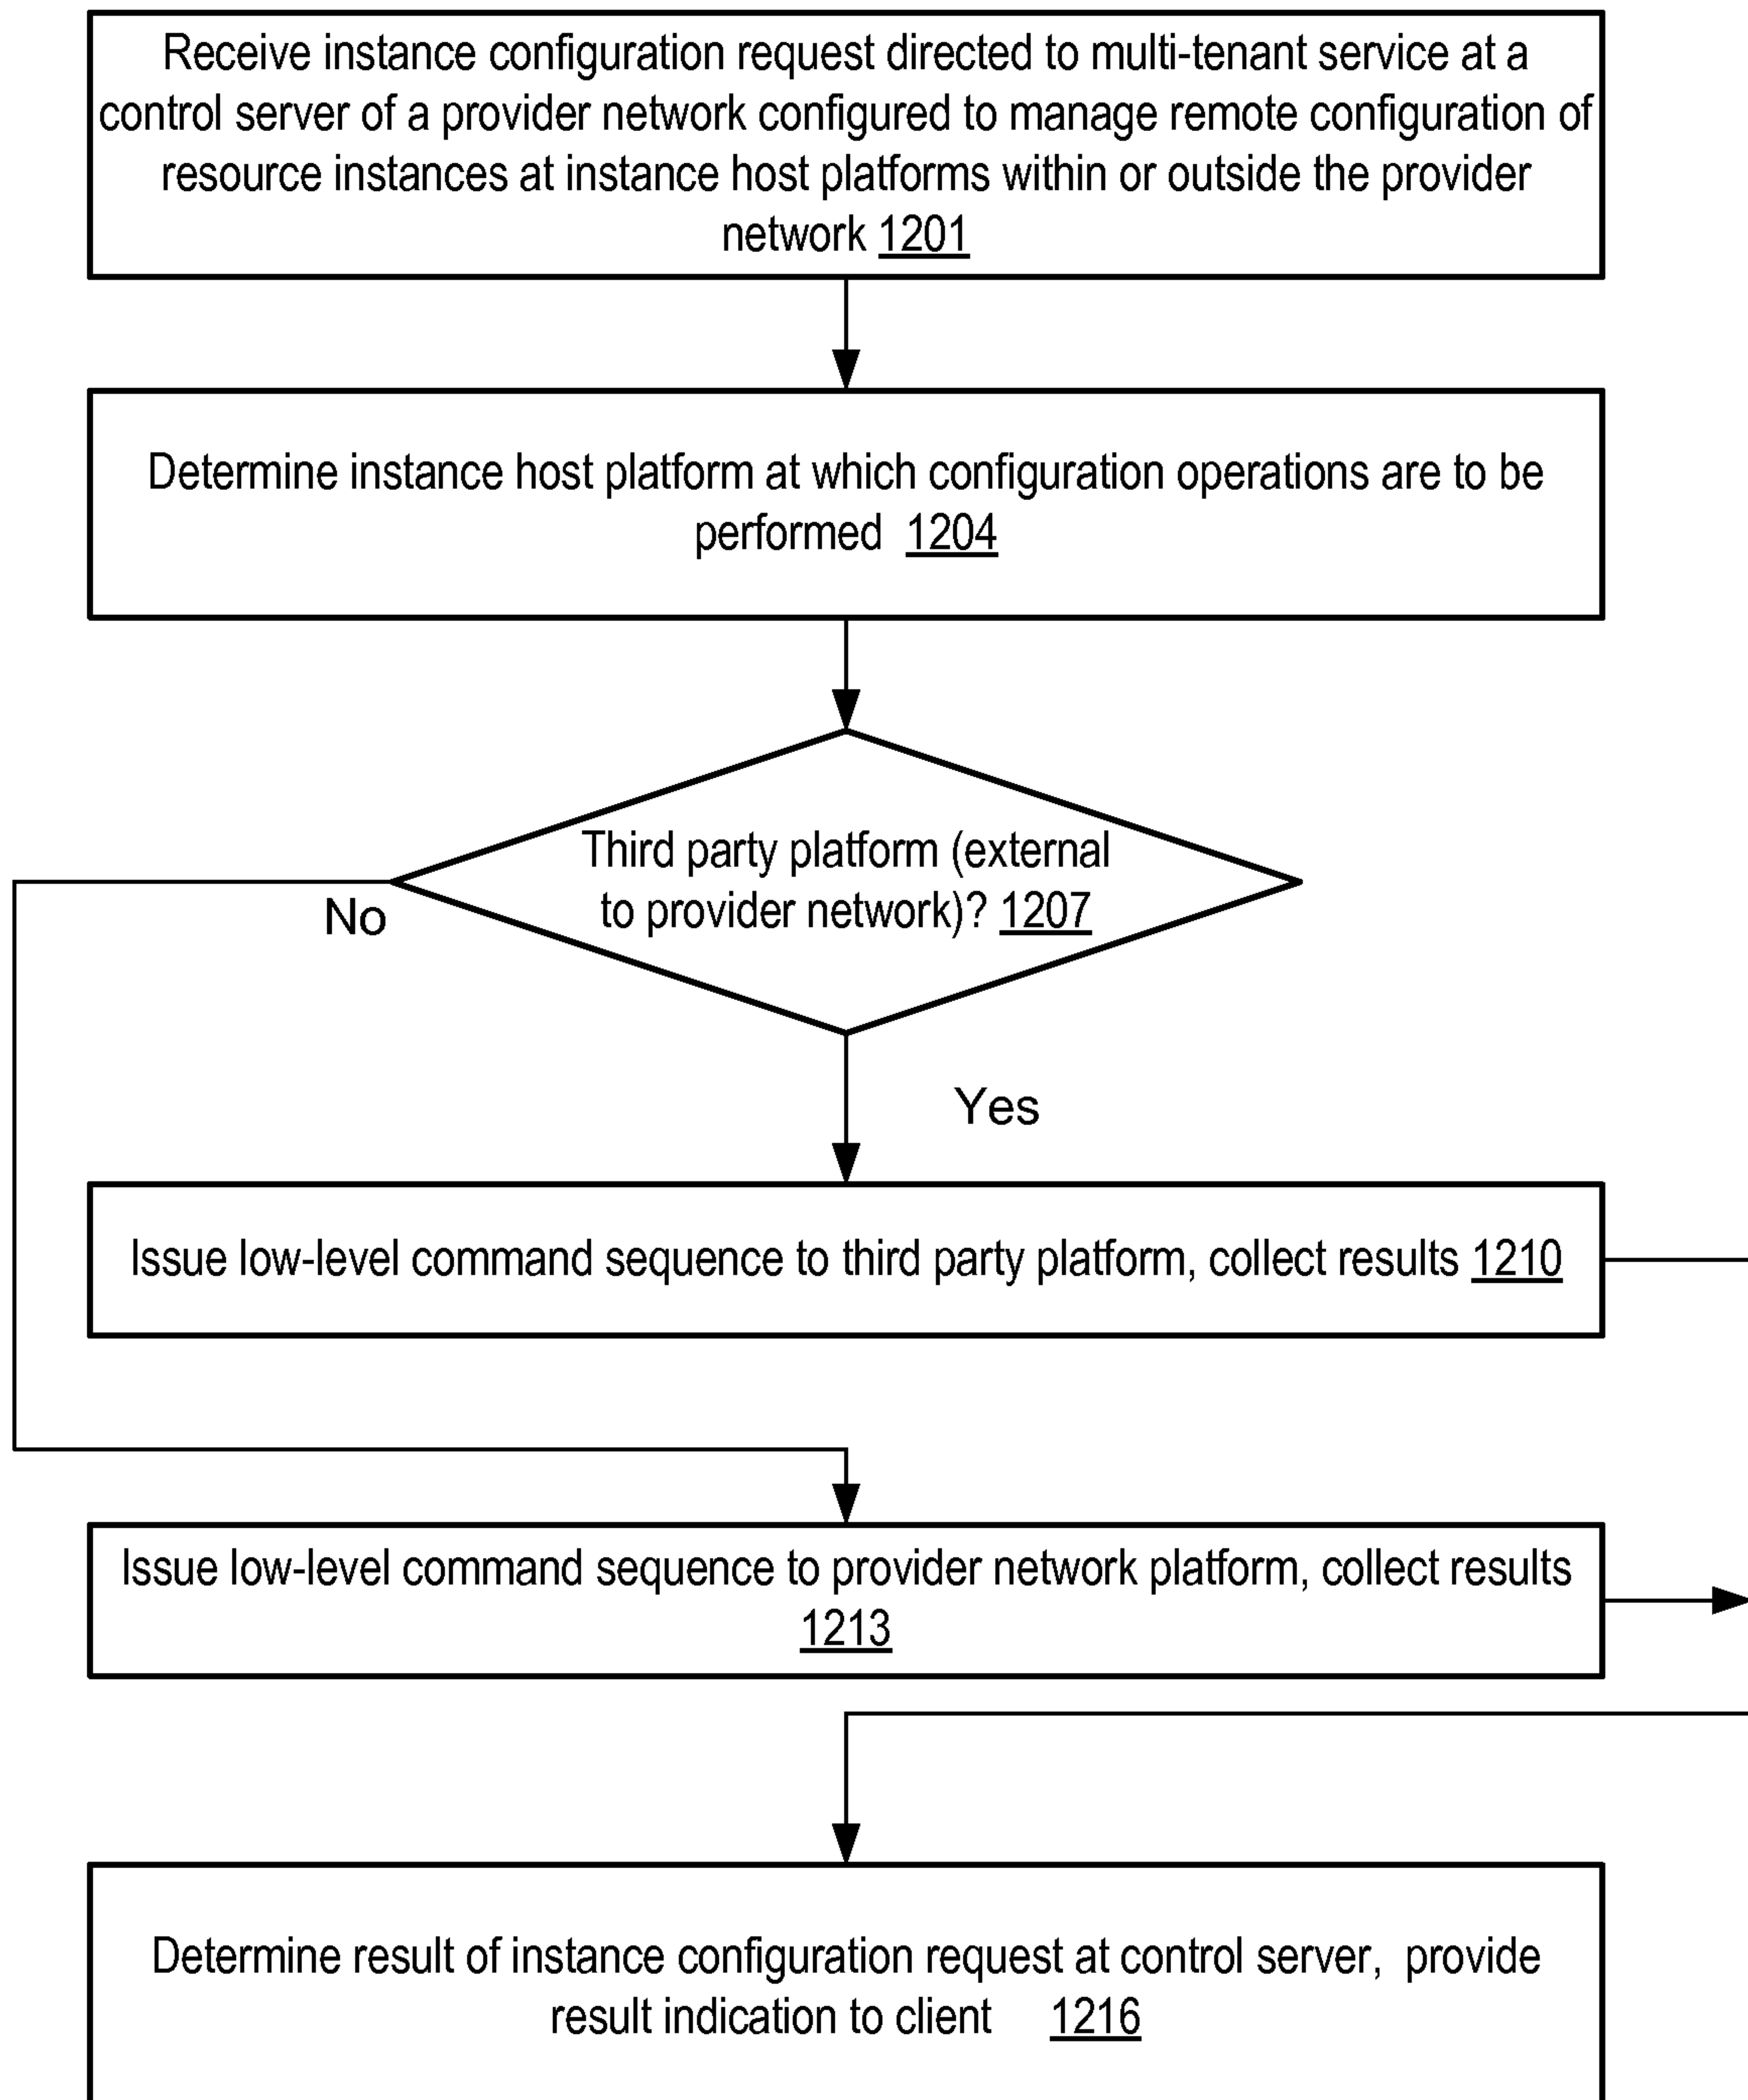 Receive instance configuration request directed to multi-tenant service at a
control server of a provider network configured to manage remote configuration of
resource instances at instance host platforms within or outside the provider
network 1201
Determine instance host platform at which configuration operations are to be
performed 1204
Third party platform (external
to provider network)? 1207
No
Yes
Issue low-level command sequence to third party platform, collect results 1210
Issue low-level command sequence to provider network platform, collect results
1213
Determine result of instance configuration request at control server, provide
result indication to client 1216